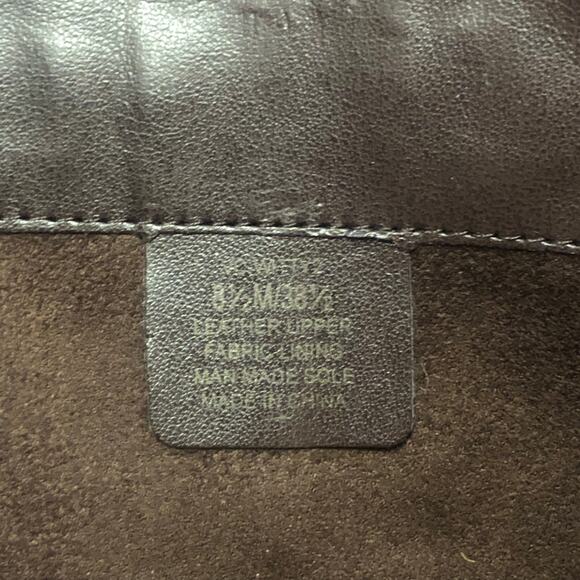 8½M/38½
LEATHER UPPER
FABRIC LINING
MAN MADE SOLE
MADE IN CHINA